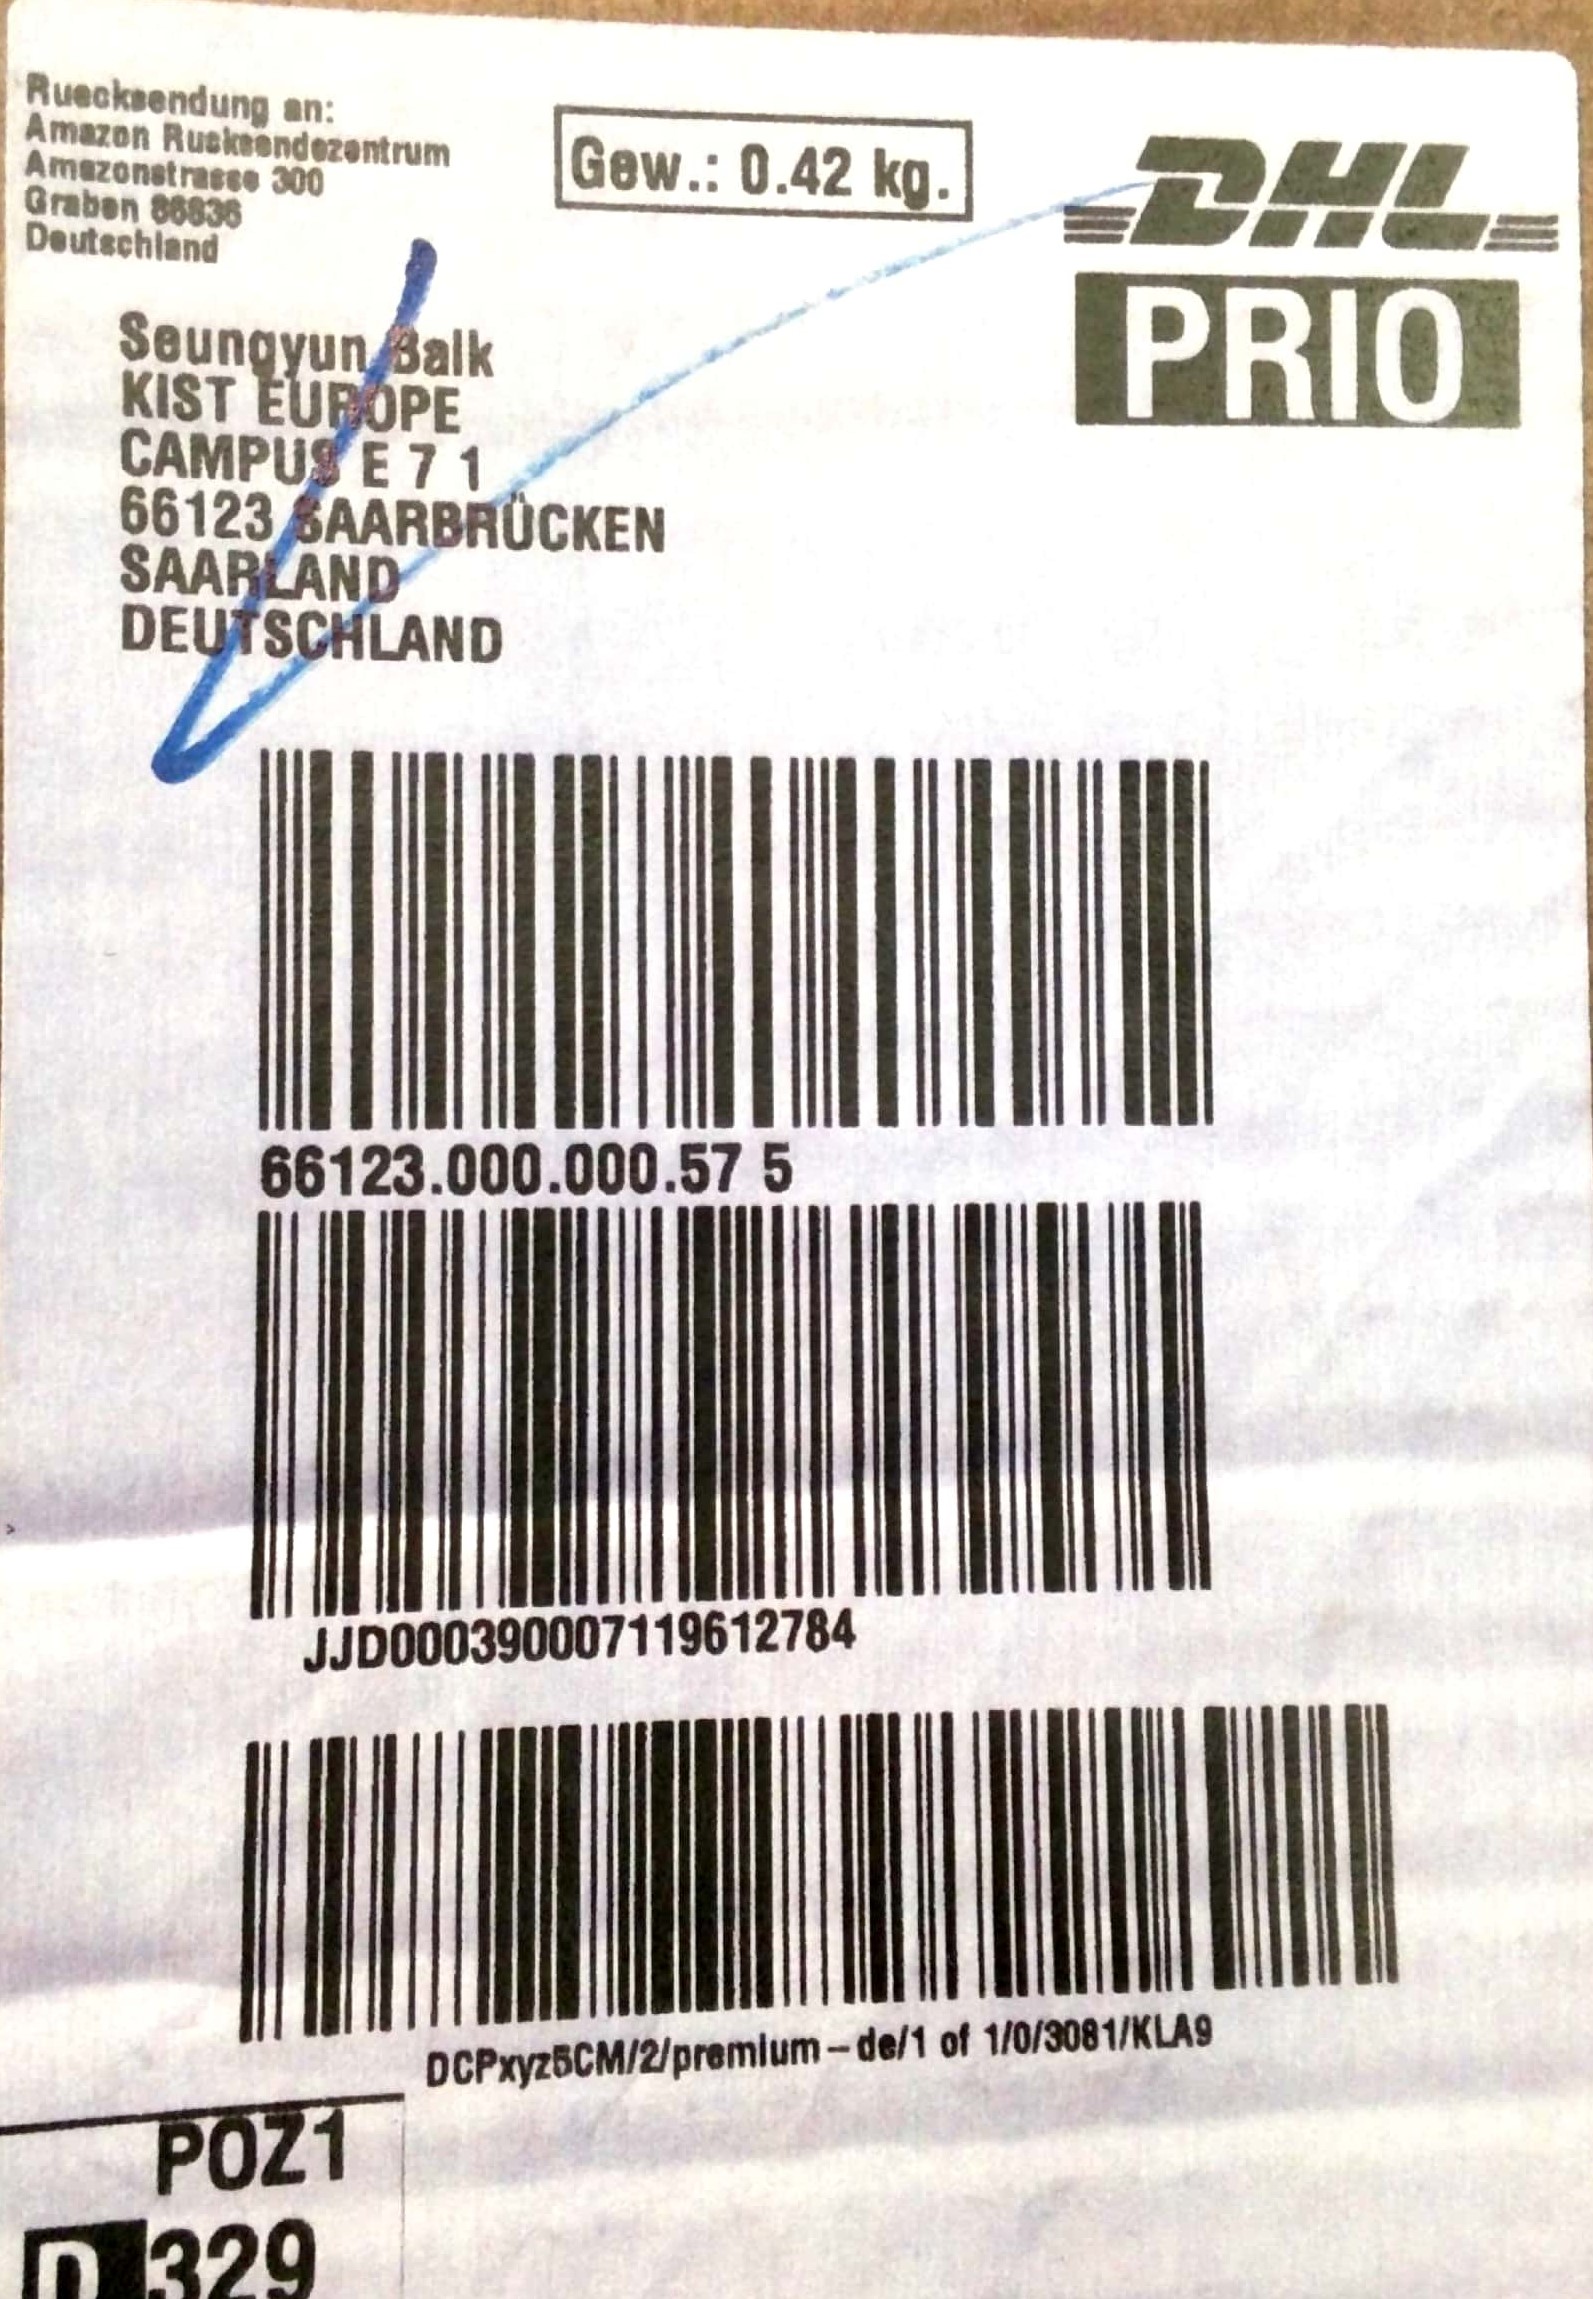 Ruecksendung an:
Amazon Rucksendezentrum
Amazonstrasse 300
Graben 86836
Deutschland
Gew.: 0.42 kg.
DHL
PRIO
Seungyun Baik
KIST EUROPE
CAMPUS E 7 1
66123 SAARBRÜCKEN
SAARLAND
DEUTSCHLAND
66123.000.000.57 5
JJD000390007119612784
DCPxyz5CM/2/premium-de/1 of 1/0/3081/KLA9
POZ1
D 329